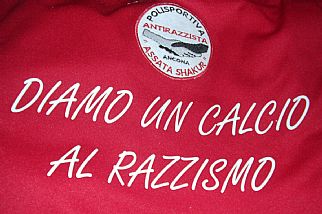 POLISPORTIVA
ANTIRAZZISTA
ANCONA
ASSATA SHAKUR
DIAMO UN CALCIO
AL RAZZISMO